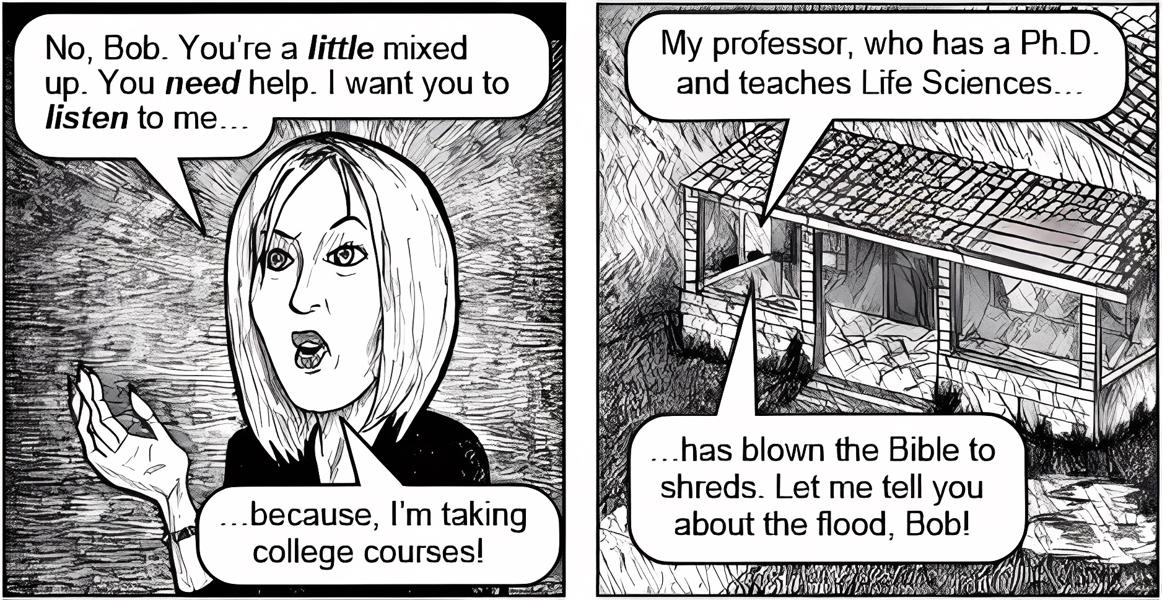 No, Bob. You're a little mixed
up. You need help. I want you to
listen to me...
...because, I'm taking
college courses!
My professor, who has a Ph.D.
and teaches Life Sciences...
...has blown the Bible to
shreds. Let me tell you
about the flood, Bob!